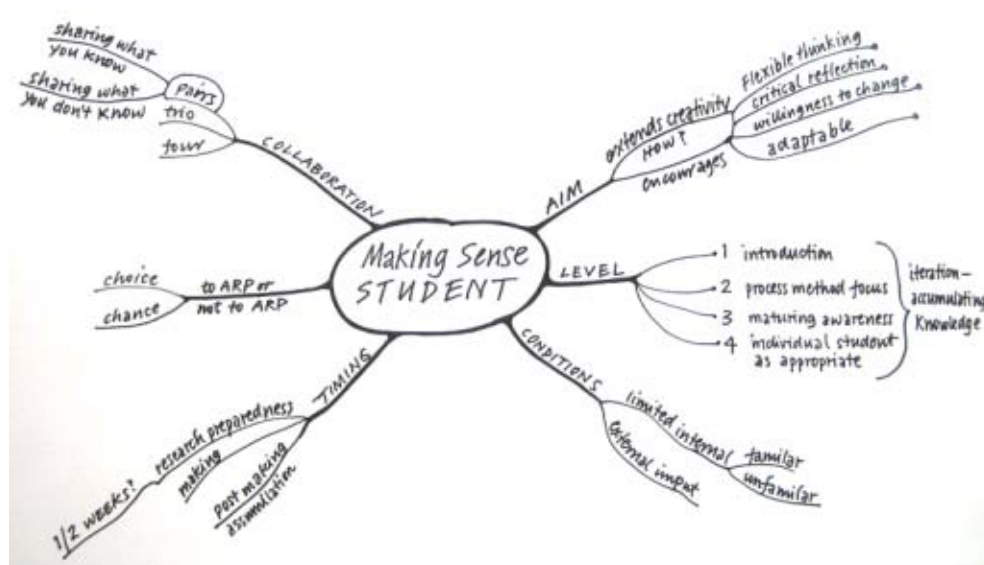 Making Sense
STUDENT
COLLABORATION
pairs
sharing what
you know
sharing what
you don't know
trio
four
AIM
extends creativity
HOW?
encourages
Flexible thinking
critical reflection
willingness to change
adaptable
LEVEL
1 introduction
2 process method focus
3 maturing awareness
4 individual student
as appropriate
iteration –
accumulating
knowledge
CONDITIONS
limited internal
familar
unfamilar
external input
TIMING
research preparedness
1/2 WEEKS?
making
post making
to ARP or
not to ARP
choice
chance